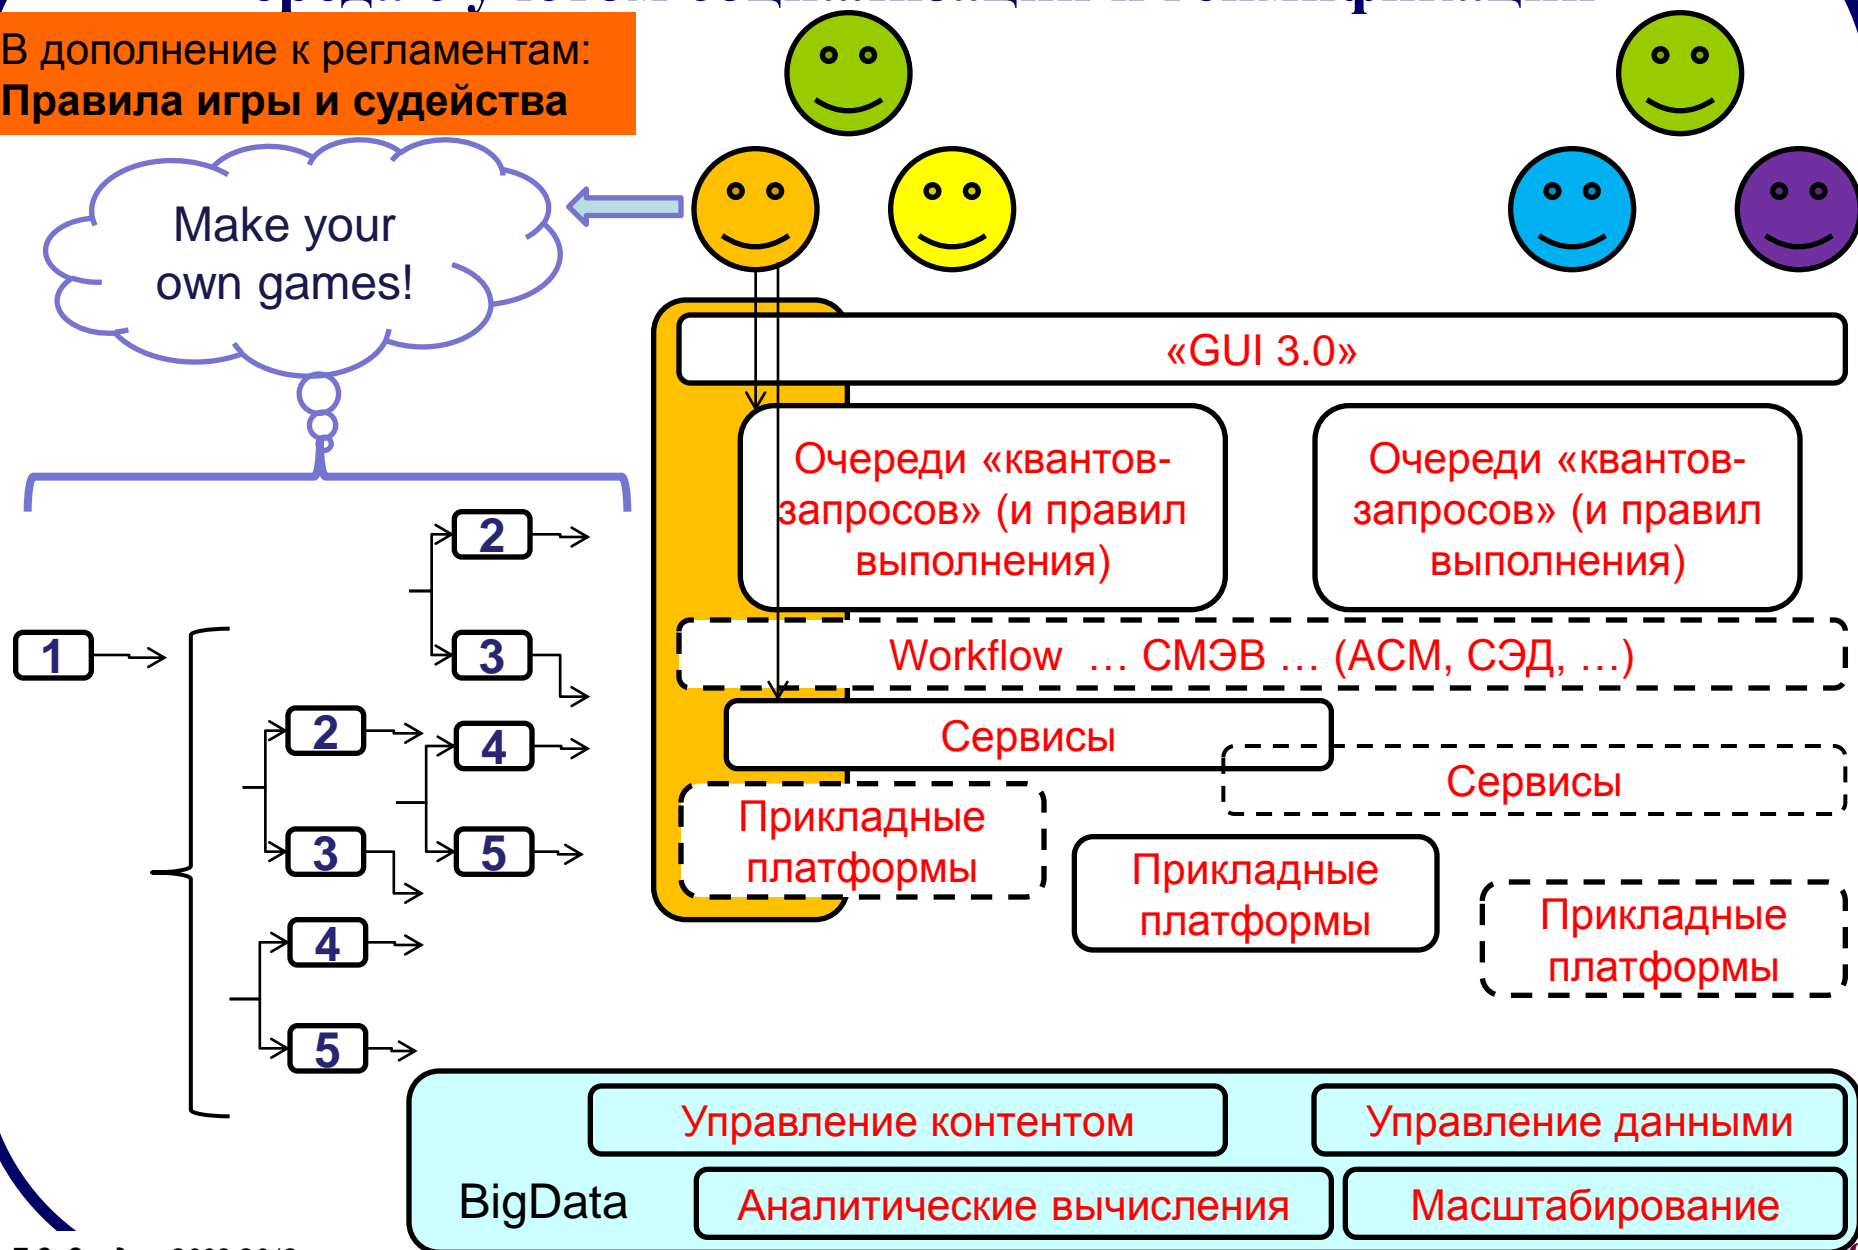 В дополнение к регламентам:
Правила игры и судейства
Make your
own games!
«GUI 3.0»
Очереди «квантов-
запросов» (и правил
выполнения)
Очереди «квантов-
запросов» (и правил
выполнения)
Workflow … СМЭВ … (АСМ, СЭД, …)
Сервисы
Сервисы
Прикладные
платформы
Прикладные
платформы
Прикладные
платформы
1
2
3
2
3
4
5
4
5
Управление контентом
Управление данными
BigData
Аналитические вычисления
Масштабирование